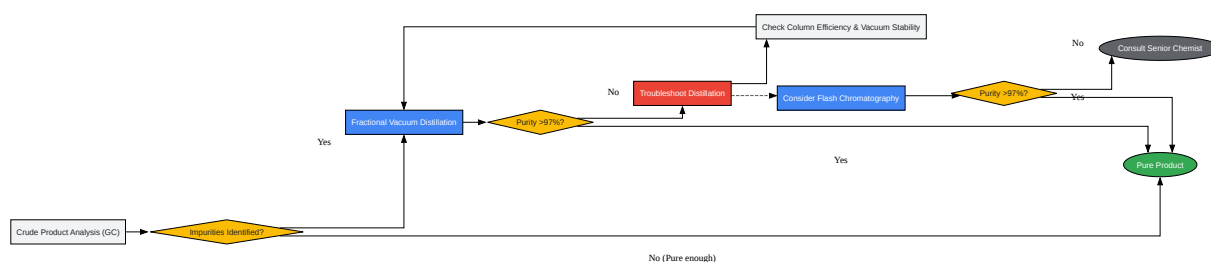 Check Column Efficiency & Vacuum Stability
No
Consult Senior Chemist
No
Troubleshoot Distillation
Consider Flash Chromatography
Purity >97%?
Yes
Fractional Vacuum Distillation
Purity >97%?
Yes
Yes
Pure Product
Crude Product Analysis (GC)
Impurities Identified?
No (Pure enough)